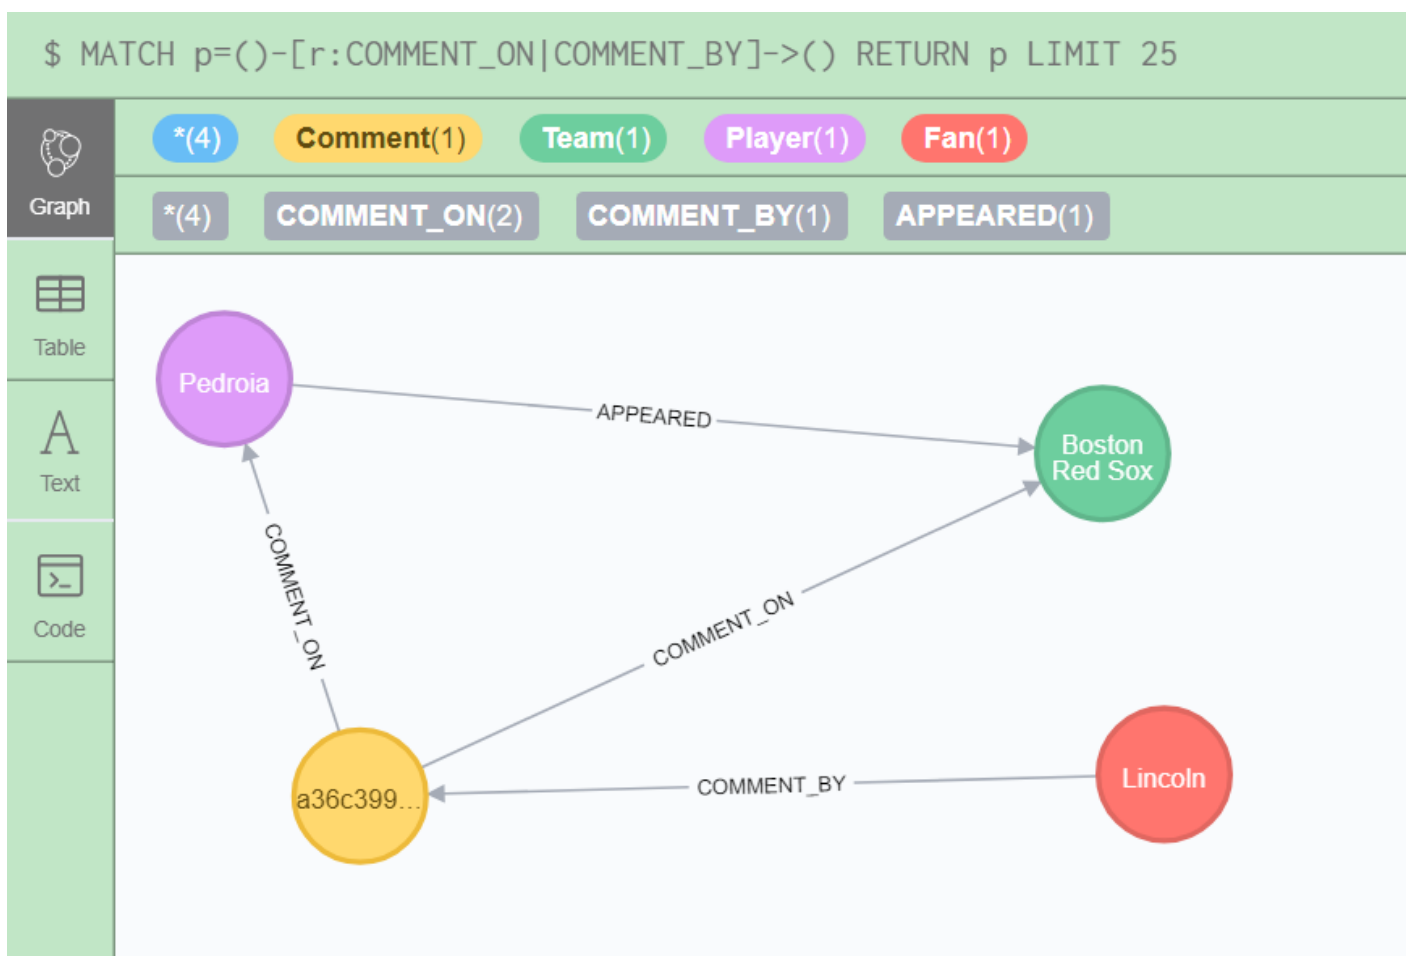 $ MATCH p=()-[r:COMMENT_ON|COMMENT_BY]->() RETURN p LIMIT 25
*(4) Comment(1) Team(1) Player(1) Fan(1)
Graph
*(4) COMMENT_ON(2) COMMENT_BY(1) APPEARED(1)
Table
Text
Code
Pedroia
APPEARED
Boston
Red Sox
COMMENT_ON
COMMENT_ON
a36c399...
COMMENT_BY
Lincoln